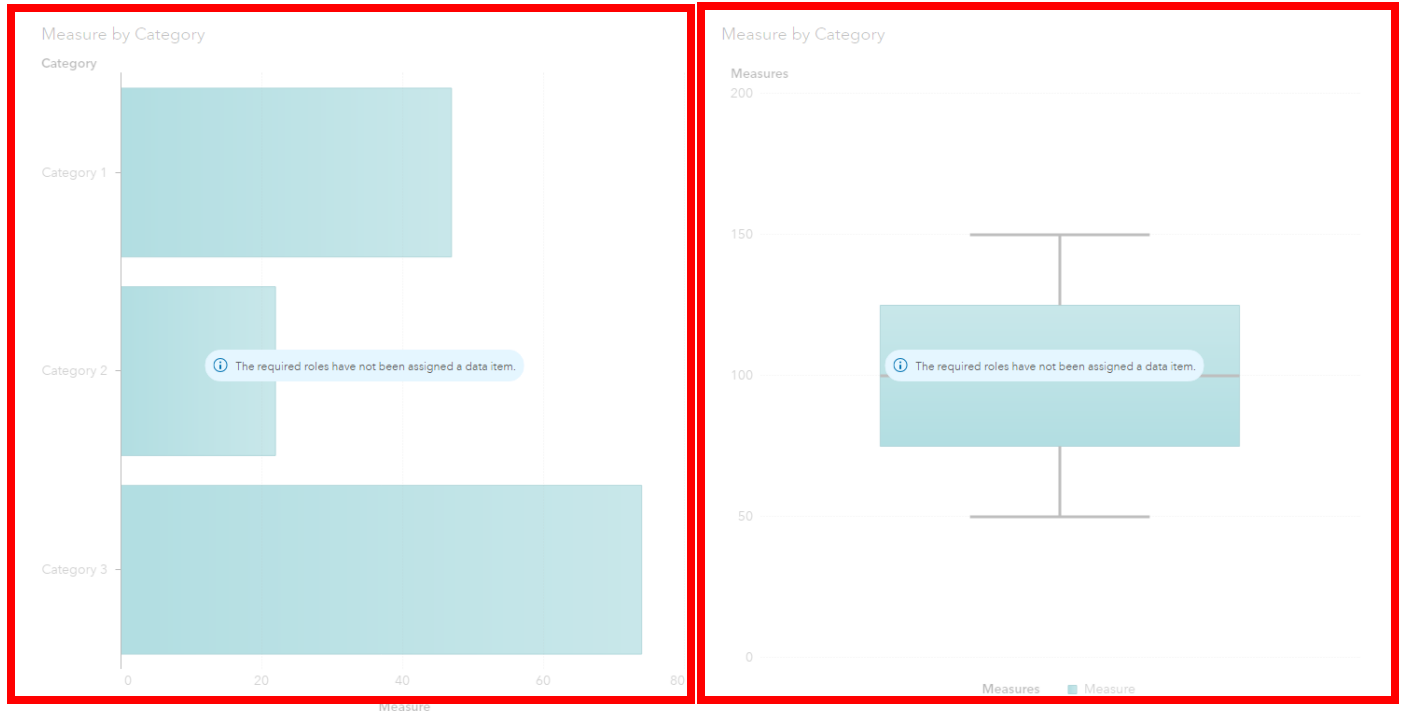 Measure by Category
Category
Category 1
Category 2
The required roles have not been assigned a data item.
Category 3
0 20 40 60 80
Measure
Measure by Category
Measures
200
150
100
The required roles have not been assigned a data item.
50
0
Measures Measure